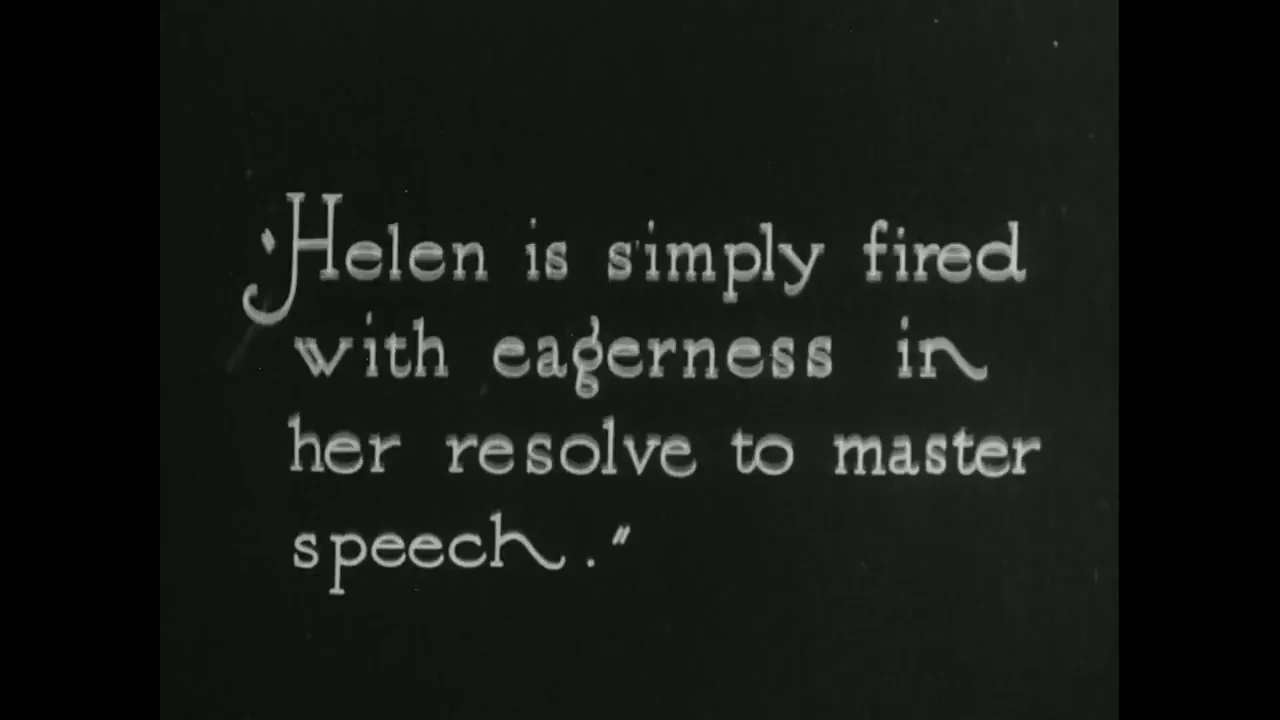 "Helen is simply fired
with eagerness in
her resolve to master
speech."